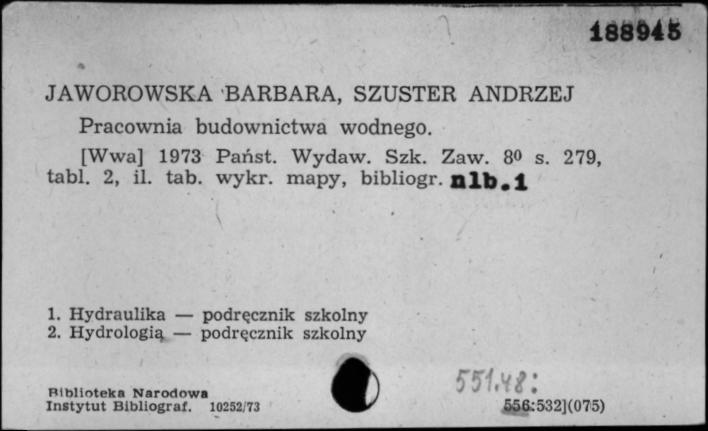 188945
JAWOROWSKA BARBARA, SZUSTER ANDRZEJ
Pracownia budownictwa wodnego.
[Wwa] 1973 Państ. Wydaw. Szk. Zaw. 8⁰ s. 279,
tabl. 2, il. tab. wykr. mapy, bibliogr. nlb.1
1. Hydraulika — podręcznik szkolny
2. Hydrologią — podręcznik szkolny
551.48:
Biblioteka Narodowa
Instytut Bibliograf. 10252/73 556:532](075)